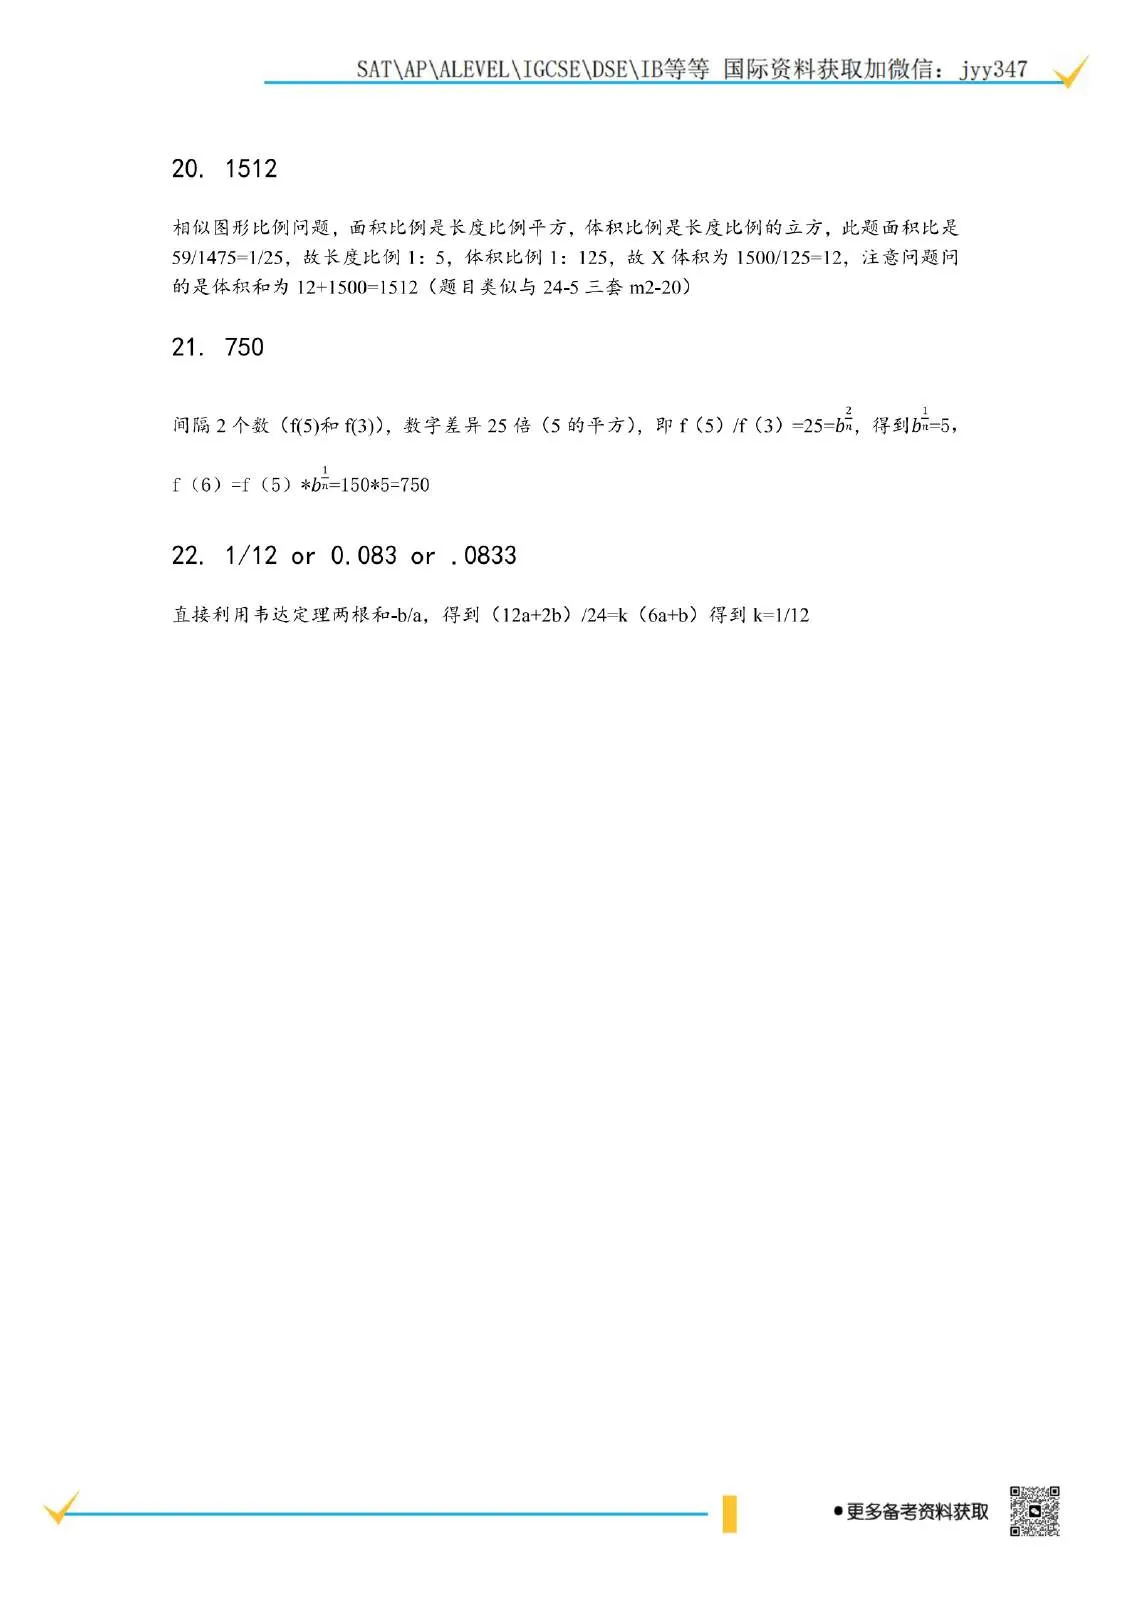 SAT\AP\ALEVEL\IGCSE\DSE\IB等等 国际资料获取加微信: jyy347
20. 1512
相似图形比例问题，面积比例是长度比例平方，体积比例是长度比例的立方，此题面积比是
59/1475=1/25，故长度比例 1：5，体积比例 1：125，故 X 体积为 1500/125=12，注意问题问
的是体积和为 12+1500=1512（题目类似与 24-5 三套 m2-20）
21. 750
间隔 2 个数（f(5)和 f(3)），数字差异 25 倍（5 的平方），即 f（5）/f（3）=25=b^{2/n}，得到b^{1/n}=5，
f（6）=f（5）*b^{1/n}=150*5=750
22. 1/12 or 0.083 or .0833
直接利用韦达定理两根和-b/a，得到（12a+2b）/24=k（6a+b）得到 k=1/12
•更多备考资料获取